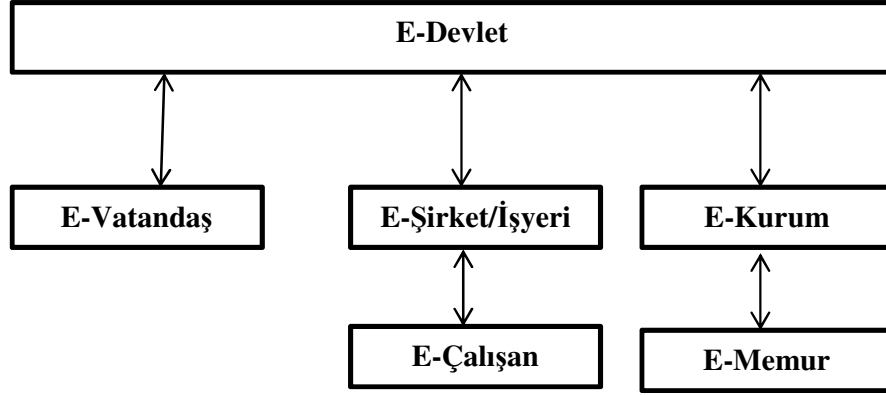 E-Devlet
E-Vatandaş
E-Şirket/İşyeri
E-Kurum
E-Çalışan
E-Memur